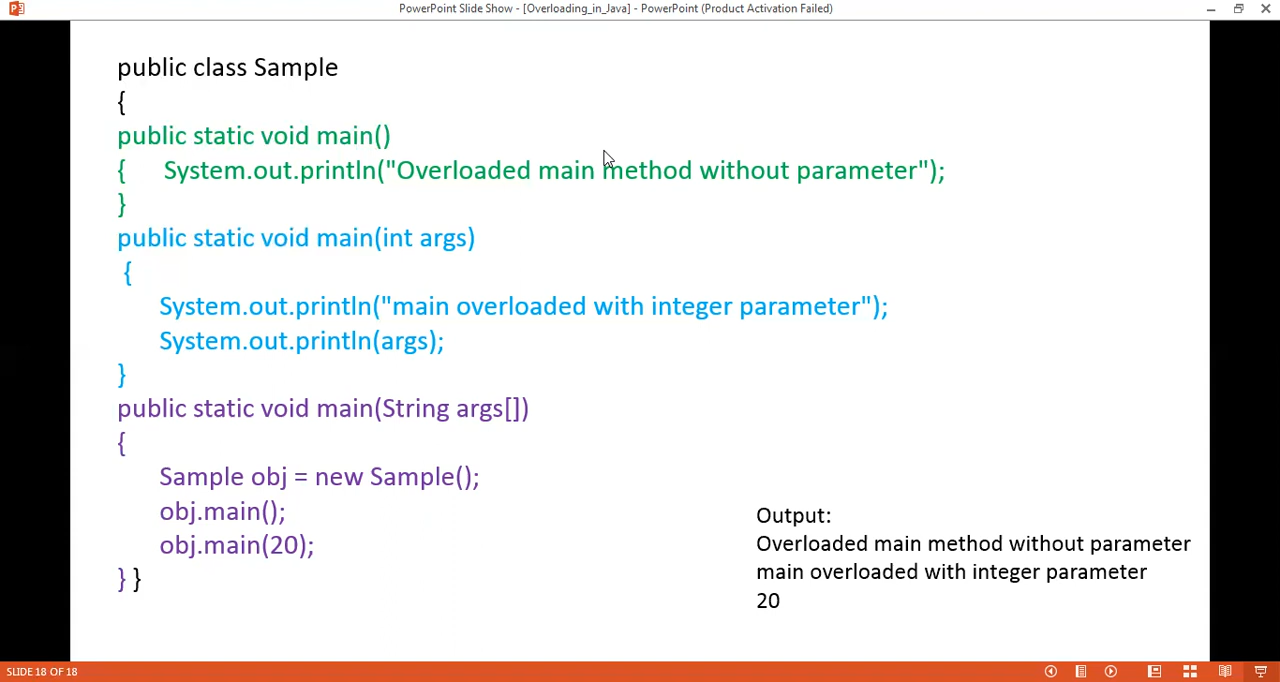 PowerPoint Slide Show - [Overloading_in_Java] - PowerPoint (Product Activation Failed)
public class Sample
{
public static void main()
{ System.out.println("Overloaded main method without parameter");
}
public static void main(int args)
{
System.out.println("main overloaded with integer parameter");
System.out.println(args);
}
public static void main(String args[])
{
Sample obj = new Sample();
obj.main();
obj.main(20);
} }
Output:
Overloaded main method without parameter
main overloaded with integer parameter
20
SLIDE 18 OF 18